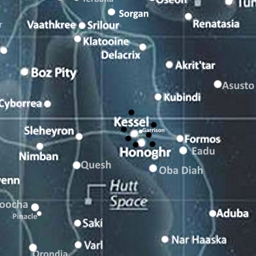 Sorgan
Vaathkree
Srilour
Renatasia
Klatooine
Delacrix
Boz Pity
Akrit'tar
Asusto
Kubindi
Cyborrea
Kessel
Sleheyron
Formos
Honoghr
Eadu
Nimban
Quesh
Oba Diah
Hutt
Space
Pinacle
Aduba
Saki
Nar Haaska